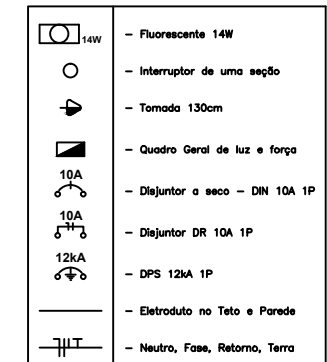 14W – Fluorescente 14W
– Interruptor de uma seção
– Tomada 130cm
– Quadro Geral de luz e força
10A
– Disjuntor a seco – DIN 10A 1P
10A
– Disjuntor DR 10A 1P
12kA
– DPS 12kA 1P
– Eletroduto no Teto e Parede
– Neutro, Fase, Retorno, Terra